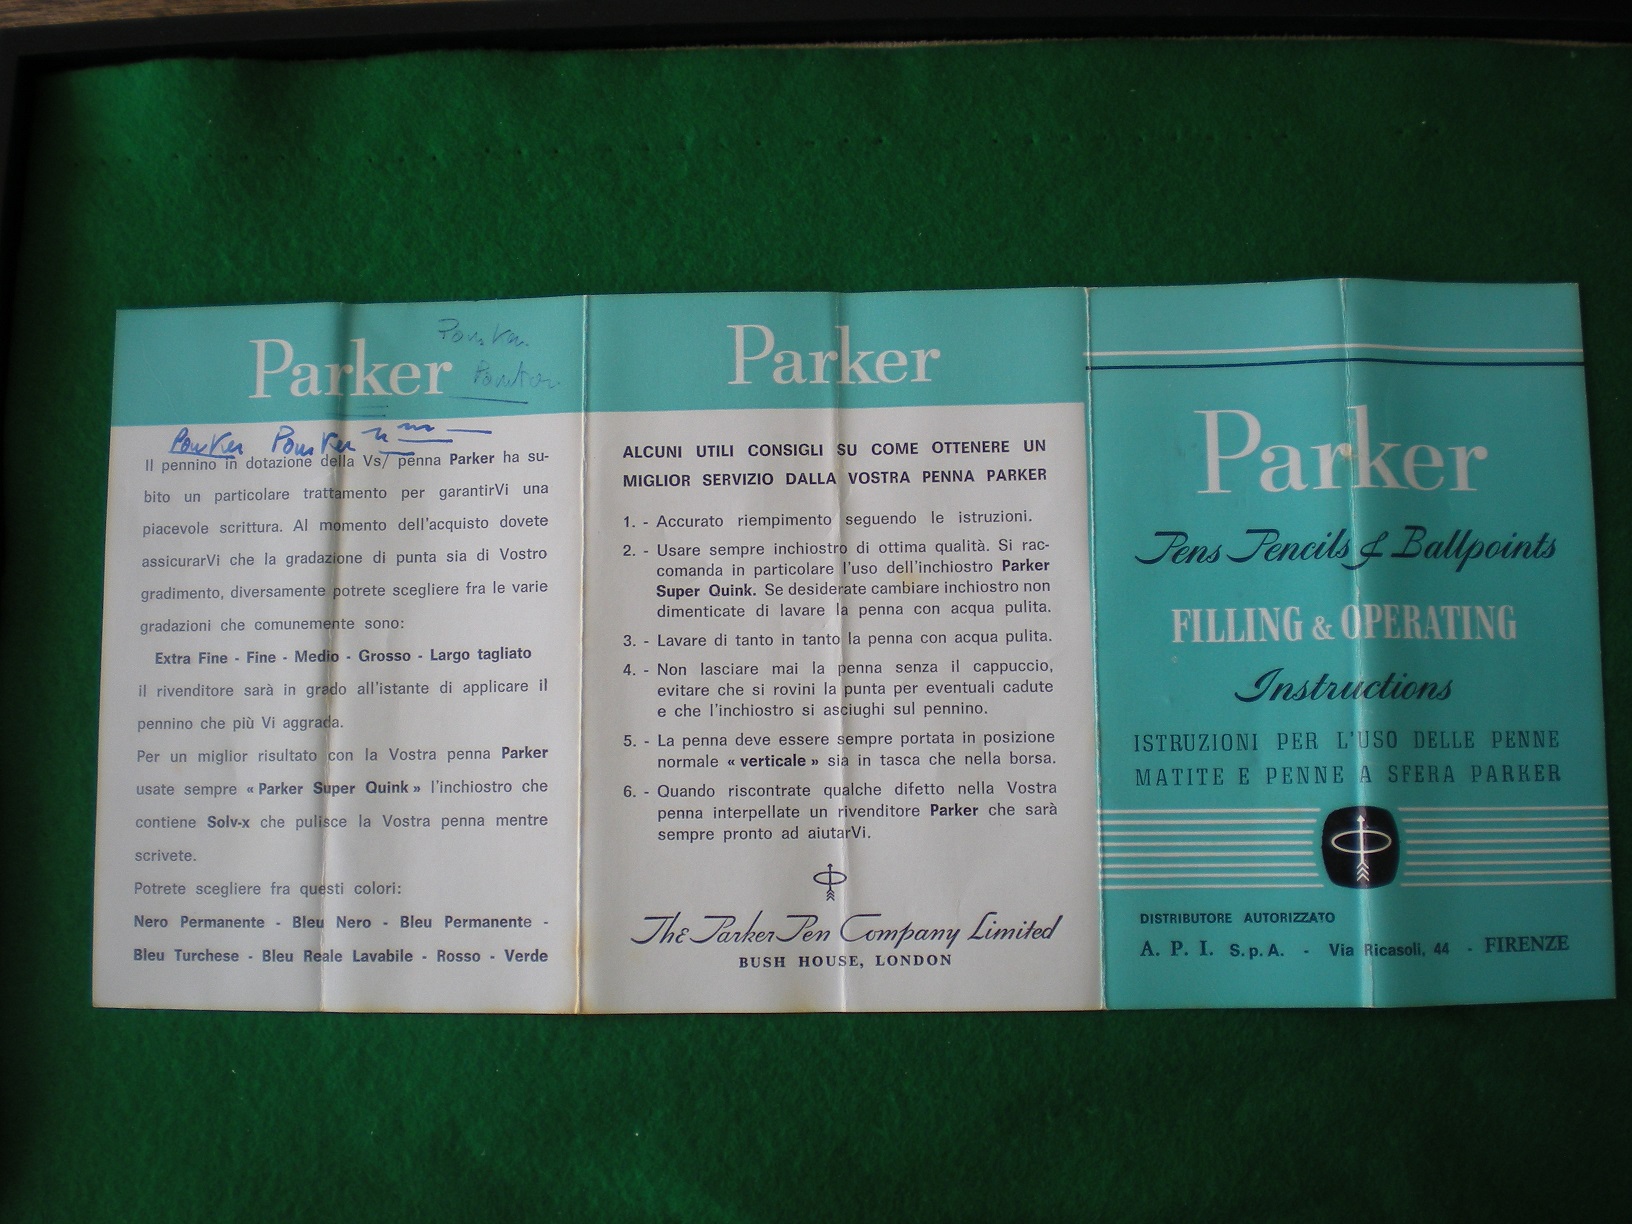 Parker
Parker Parker
Il pennino in dotazione della Vs/ penna Parker ha su-
bito un particolare trattamento per garantirVi una
piacevole scrittura. Al momento dell'acquisto dovete
assicurarVi che la gradazione di punta sia di Vostro
gradimento, diversamente potrete scegliere fra le varie
gradazioni che comunemente sono:
Extra Fine - Fine - Medio - Grosso - Largo tagliato
il rivenditore sarà in grado all'istante di applicare il
pennino che più Vi aggrada.
Per un miglior risultato con la Vostra penna Parker
usate sempre « Parker Super Quink » l'inchiostro che
contiene Solv-x che pulisce la Vostra penna mentre
scrivete.
Potrete scegliere fra questi colori:
Nero Permanente - Bleu Nero - Bleu Permanente -
Bleu Turchese - Bleu Reale Lavabile - Rosso - Verde
Parker
ALCUNI UTILI CONSIGLI SU COME OTTENERE UN
MIGLIOR SERVIZIO DALLA VOSTRA PENNA PARKER
1. - Accurato riempimento seguendo le istruzioni.
2. - Usare sempre inchiostro di ottima qualità. Si rac-
comanda in particolare l'uso dell'inchiostro Parker
Super Quink. Se desiderate cambiare inchiostro non
dimenticate di lavare la penna con acqua pulita.
3. - Lavare di tanto in tanto la penna con acqua pulita.
4. - Non lasciare mai la penna senza il cappuccio,
evitare che si rovini la punta per eventuali cadute
e che l'inchiostro si asciughi sul pennino.
5. - La penna deve essere sempre portata in posizione
normale « verticale » sia in tasca che nella borsa.
6. - Quando riscontrate qualche difetto nella Vostra
penna interpellate un rivenditore Parker che sarà
sempre pronto ad aiutarVi.
The Parker Pen Company Limited
BUSH HOUSE, LONDON
Parker
Pens Pencils & Ballpoints
FILLING & OPERATING
Instructions
ISTRUZIONI PER L'USO DELLE PENNE
MATITE E PENNE A SFERA PARKER
DISTRIBUTORE AUTORIZZATO
A. P. I. S.p.A. - Via Ricasoli, 44 - FIRENZE